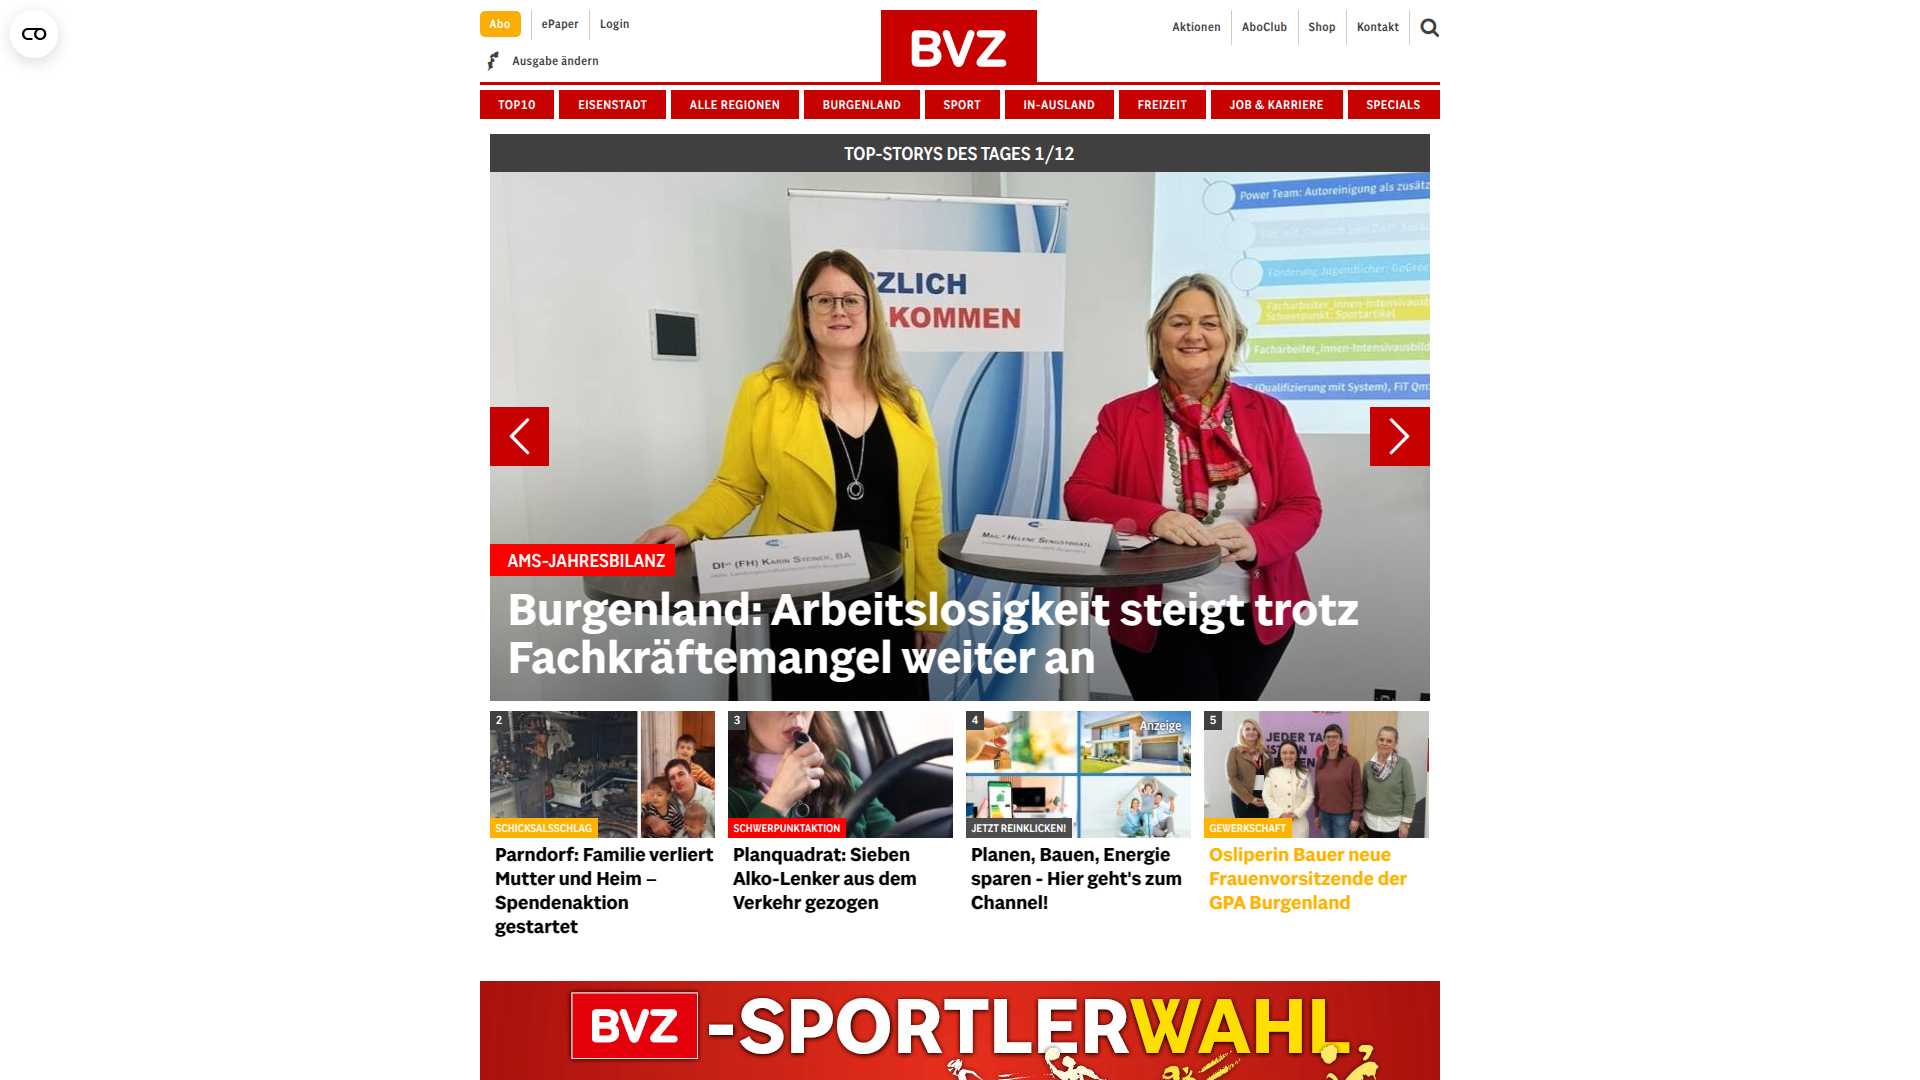 Abo
ePaper
Login
Ausgabe ändern
BVZ
Aktionen
AboClub
Shop
Kontakt
TOP10
EISENSTADT
ALLE REGIONEN
BURGENLAND
SPORT
IN-AUSLAND
FREIZEIT
JOB & KARRIERE
SPECIALS
TOP-STORYS DES TAGES 1/12
ZLICH
KOMMEN
Power Team: Autoreinigung als zusätz
Förderung Jugendlicher: GoGree
Facharbeiter_innen-Intensivausb
Schwerpunkt: Sportartikel
Facharbeiter_innen-Intensivausbild
(Qualifizierung mit System), FiT Qm:
DIin (FH) Karin Steiner, BA
Mag.a Helene Sengstbratl
AMS-JAHRESBILANZ
Burgenland: Arbeitslosigkeit steigt trotz
Fachkräftemangel weiter an
2
SCHICKSALSSCHLAG
Parndorf: Familie verliert
Mutter und Heim –
Spendenaktion
gestartet
3
SCHWERPUNKTAKTION
Planquadrat: Sieben
Alko-Lenker aus dem
Verkehr gezogen
4
Anzeige
JETZT REINKLICKEN!
Planen, Bauen, Energie
sparen - Hier geht's zum
Channel!
5
JEDER TA
GEWERKSCHAFT
Osliperin Bauer neue
Frauenvorsitzende der
GPA Burgenland
BVZ-SPORTLERWAHL